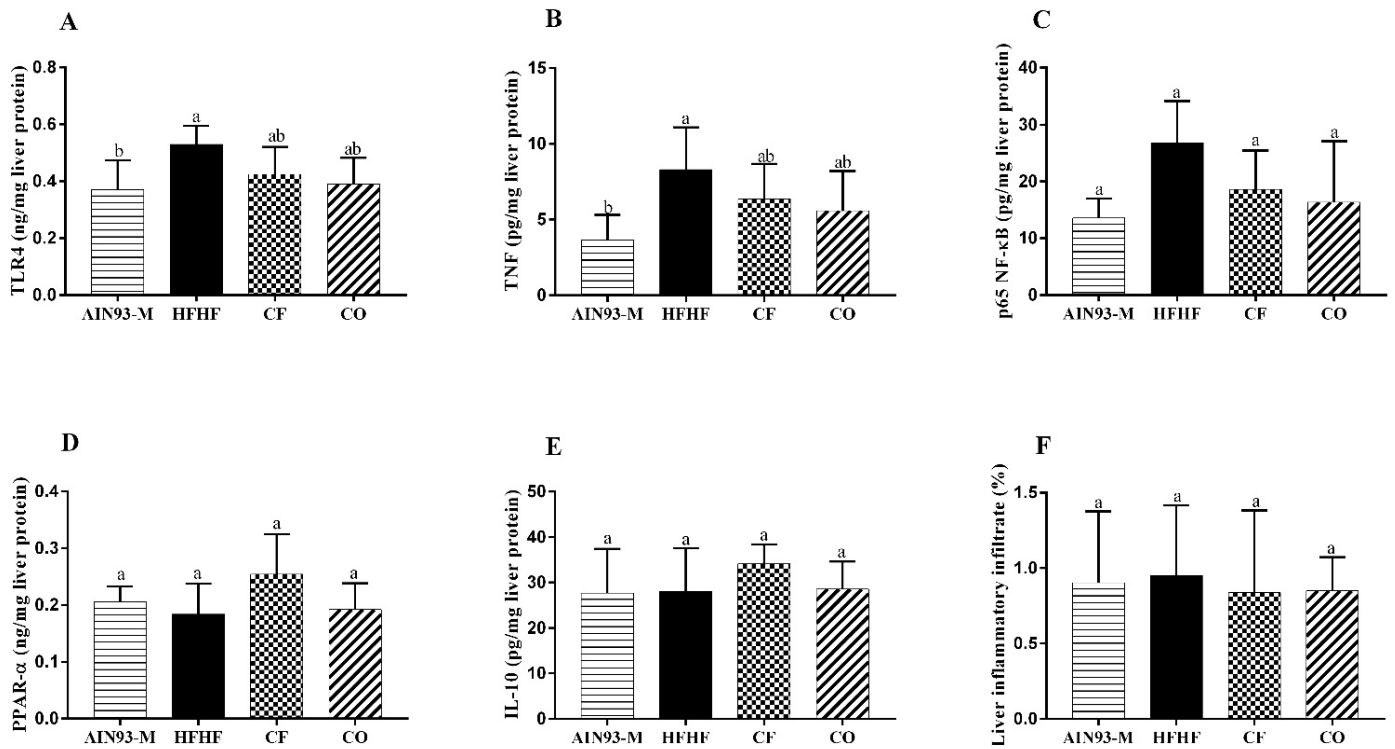 A
TLR4 (ng/mg liver protein)
0.8
0.6
0.4
0.2
0.0
b
a
ab
ab
AIN93-M HFHF CF CO
B
TNF (pg/mg liver protein)
15
10
5
0
b
a
ab
ab
AIN93-M HFHF CF CO
C
p65 NF-κB (pg/mg liver protein)
40
30
20
10
0
a
a
a
a
AIN93-M HFHF CF CO
D
PPAR-α (ng/mg liver protein)
0.4
0.3
0.2
0.1
0.0
a
a
a
a
AIN93-M HFHF CF CO
E
IL-10 (pg/mg liver protein)
50
40
30
20
10
0
a
a
a
a
AIN93-M HFHF CF CO
F
Liver inflammatory infiltrate (%)
1.5
1.0
0.5
0.0
a
a
a
a
AIN93-M HFHF CF CO